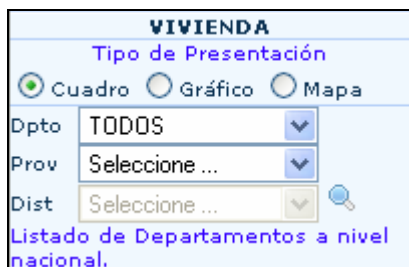 VIVIENDA
Tipo de Presentación
Cuadro Gráfico Mapa
Dpto TODOS
Prov Seleccione ...
Dist Seleccione ...
Listado de Departamentos a nivel
nacional.